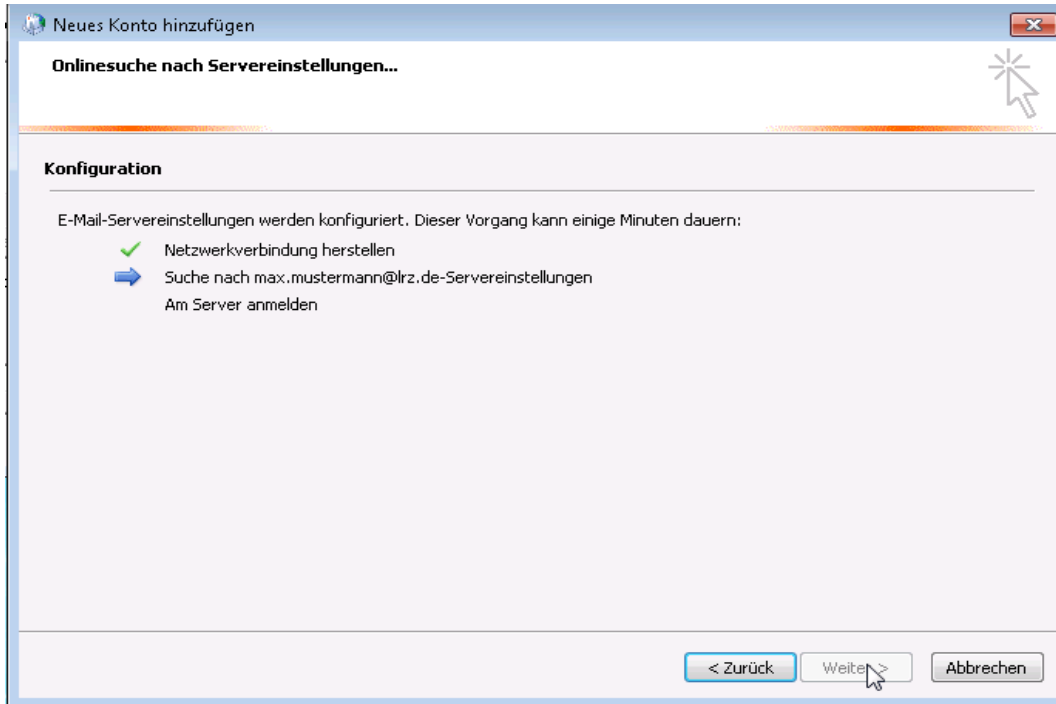 Neues Konto hinzufügen
Onlinesuche nach Servereinstellungen...
Konfiguration
E-Mail-Servereinstellungen werden konfiguriert. Dieser Vorgang kann einige Minuten dauern:
Netzwerkverbindung herstellen
Suche nach max.mustermann@lrz.de-Servereinstellungen
Am Server anmelden
< Zurück Weiter > Abbrechen